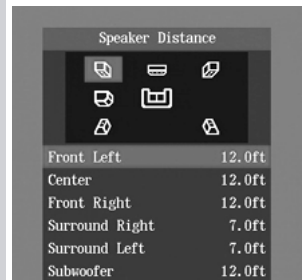 Speaker Distance
Front Left 12.0ft
Center 12.0ft
Front Right 12.0ft
Surround Right 7.0ft
Surround Left 7.0ft
Subwoofer 12.0ft